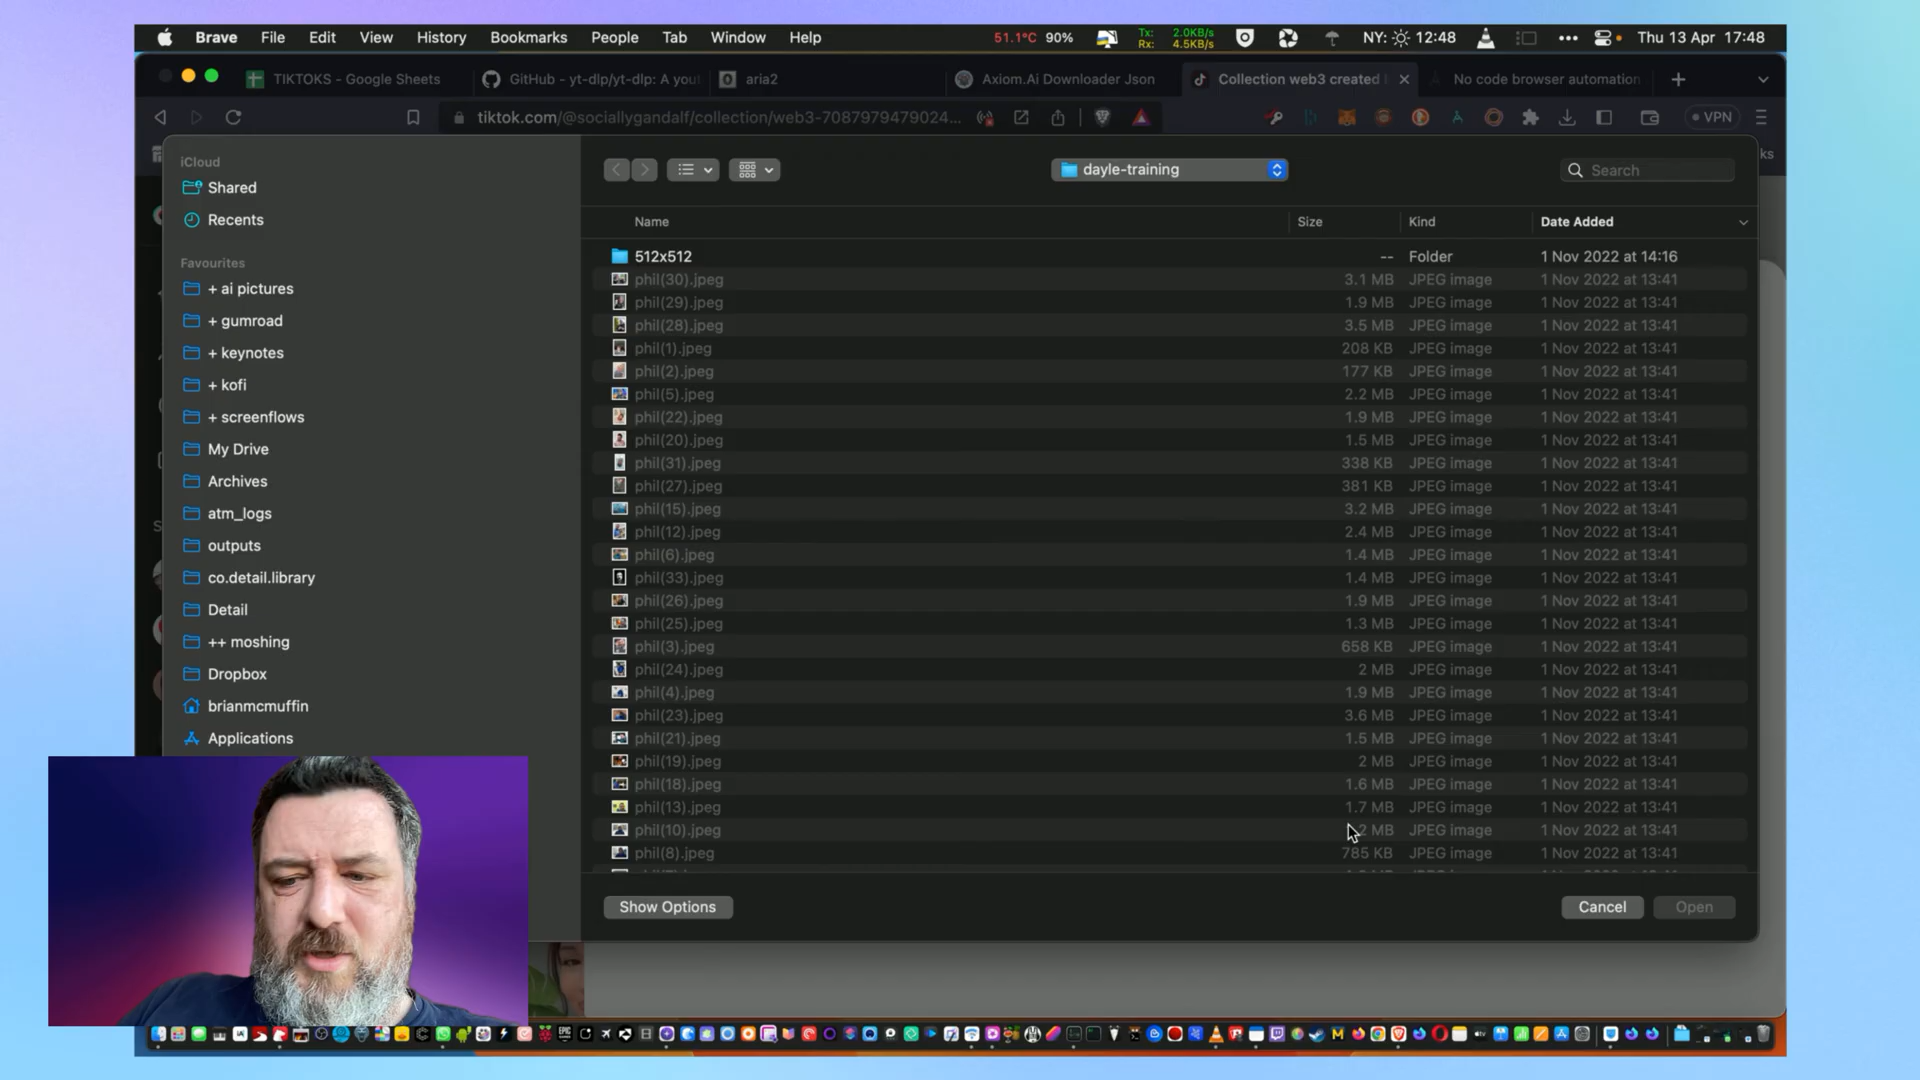 Brave File Edit View History Bookmarks People Tab Window Help 51.1°C 90% Tx: 2.0KB/s NY: 12:48 Thu 13 Apr 17:48
Rx: 4.5KB/s
TIKTOKS - Google Sheets GitHub - yt-dlp/yt-dlp: A you aria2 Axiom.Ai Downloader Json Collection web3 created No code browser automation
tiktok.com/@sociallygandalf/collection/web3-7087979479024... VPN
iCloud
Shared
Recents
Favourites
+ ai pictures
+ gumroad
+ keynotes
+ kofi
+ screenflows
My Drive
Archives
atm_logs
outputs
co.detail.library
Detail
++ moshing
Dropbox
brianmcmuffin
Applications
dayle-training Search
Name Size Kind Date Added
512x512 -- Folder 1 Nov 2022 at 14:16
phil(30).jpeg 3.1 MB JPEG image 1 Nov 2022 at 13:41
phil(29).jpeg 1.9 MB JPEG image 1 Nov 2022 at 13:41
phil(28).jpeg 3.5 MB JPEG image 1 Nov 2022 at 13:41
phil(1).jpeg 208 KB JPEG image 1 Nov 2022 at 13:41
phil(2).jpeg 177 KB JPEG image 1 Nov 2022 at 13:41
phil(5).jpeg 2.2 MB JPEG image 1 Nov 2022 at 13:41
phil(22).jpeg 1.9 MB JPEG image 1 Nov 2022 at 13:41
phil(20).jpeg 1.5 MB JPEG image 1 Nov 2022 at 13:41
phil(31).jpeg 338 KB JPEG image 1 Nov 2022 at 13:41
phil(27).jpeg 381 KB JPEG image 1 Nov 2022 at 13:41
phil(15).jpeg 3.2 MB JPEG image 1 Nov 2022 at 13:41
phil(12).jpeg 2.4 MB JPEG image 1 Nov 2022 at 13:41
phil(6).jpeg 1.4 MB JPEG image 1 Nov 2022 at 13:41
phil(33).jpeg 1.4 MB JPEG image 1 Nov 2022 at 13:41
phil(26).jpeg 1.9 MB JPEG image 1 Nov 2022 at 13:41
phil(25).jpeg 1.3 MB JPEG image 1 Nov 2022 at 13:41
phil(3).jpeg 658 KB JPEG image 1 Nov 2022 at 13:41
phil(24).jpeg 2 MB JPEG image 1 Nov 2022 at 13:41
phil(4).jpeg 1.9 MB JPEG image 1 Nov 2022 at 13:41
phil(23).jpeg 3.6 MB JPEG image 1 Nov 2022 at 13:41
phil(21).jpeg 1.5 MB JPEG image 1 Nov 2022 at 13:41
phil(19).jpeg 2 MB JPEG image 1 Nov 2022 at 13:41
phil(18).jpeg 1.6 MB JPEG image 1 Nov 2022 at 13:41
phil(13).jpeg 1.7 MB JPEG image 1 Nov 2022 at 13:41
phil(10).jpeg MB JPEG image 1 Nov 2022 at 13:41
phil(8).jpeg 785 KB JPEG image 1 Nov 2022 at 13:41
Show Options Cancel Open